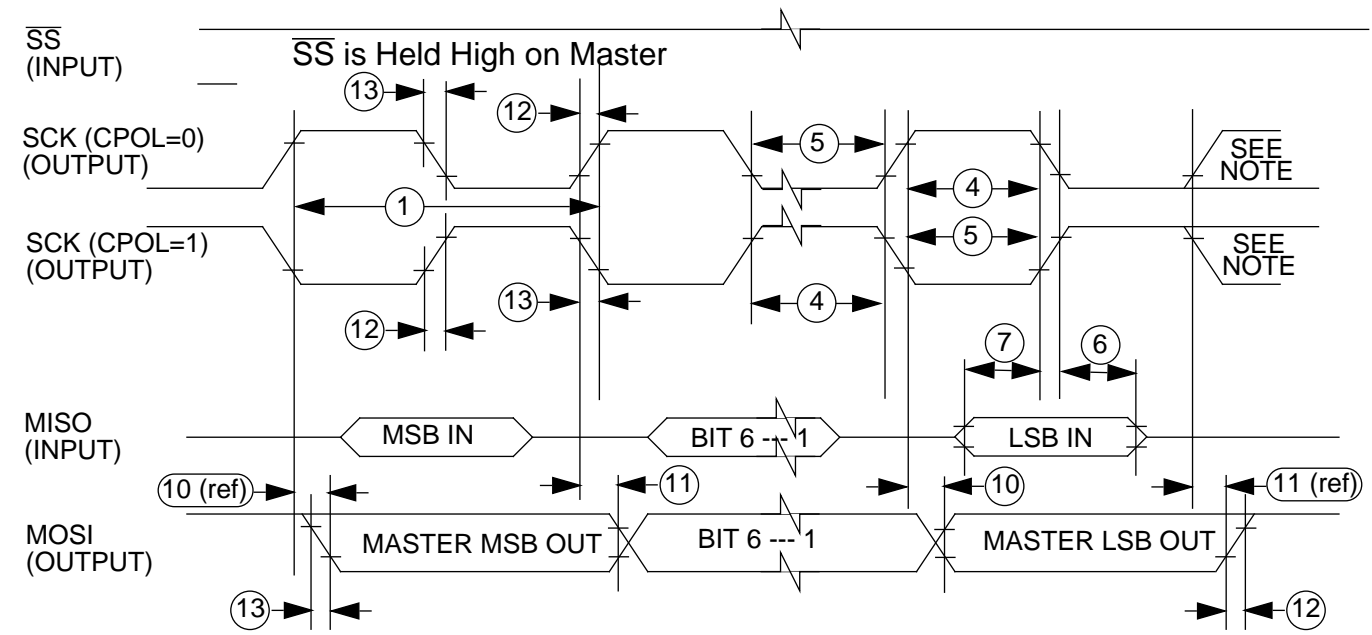 SS
(INPUT)
SS is Held High on Master
13
12
SCK (CPOL=0)
(OUTPUT)
5
SEE
NOTE
4
1
SCK (CPOL=1)
(OUTPUT)
5
SEE
NOTE
13
4
12
7
6
MISO
(INPUT)
MSB IN
BIT 6 --- 1
LSB IN
10 (ref)
11
10
11 (ref)
MOSI
(OUTPUT)
MASTER MSB OUT
BIT 6 --- 1
MASTER LSB OUT
13
12